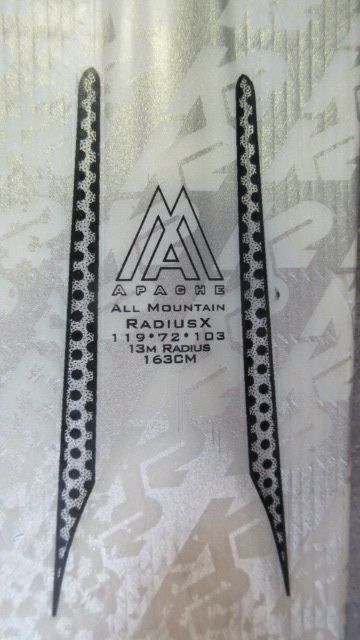 APACHE
ALL MOUNTAIN
RADIUSX
119*72*103
13M RADIUS
163CM